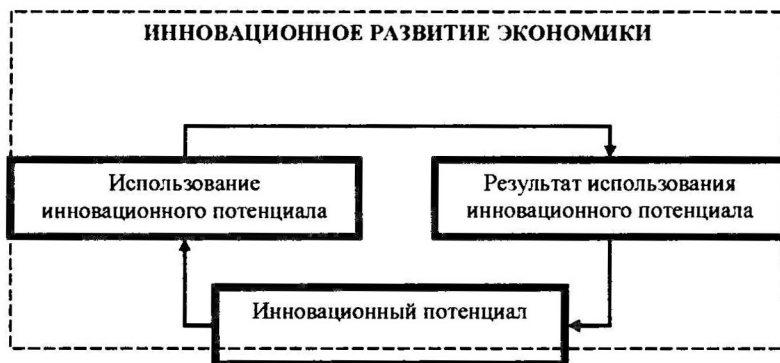 ИННОВАЦИОННОЕ РАЗВИТИЕ ЭКОНОМИКИ
Использование
инновационного потенциала
Результат использования
инновационного потенциала
Инновационный потенциал